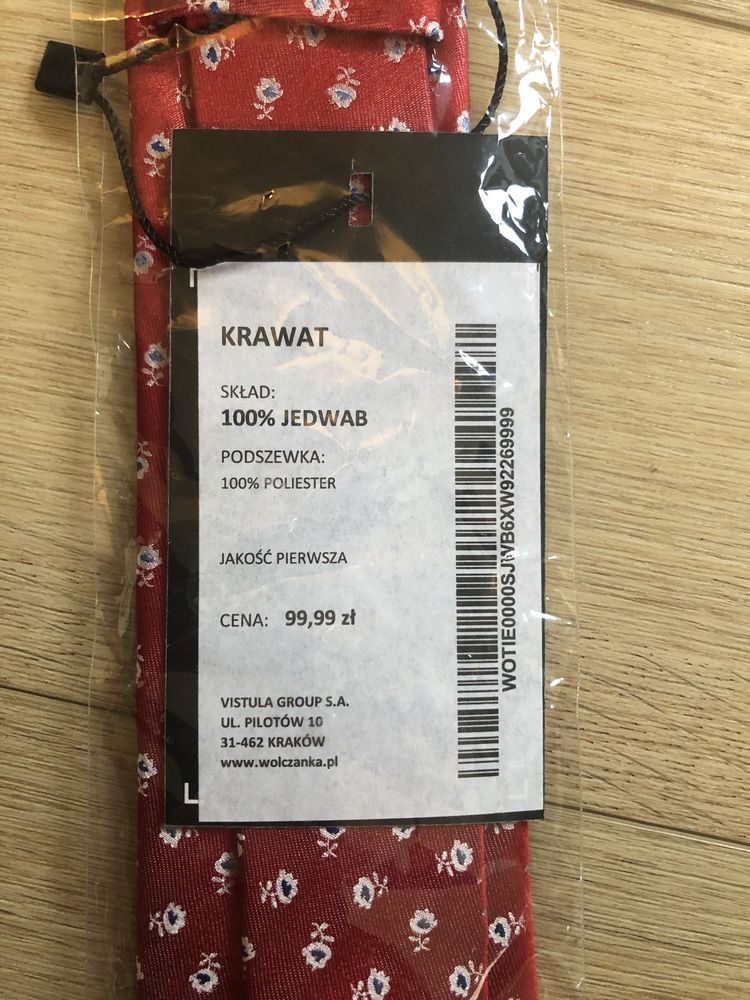 KRAWAT
SKŁAD:
100% JEDWAB
PODSZEWKA:
100% POLIESTER
JAKOŚĆ PIERWSZA
CENA: 99,99 zł
VISTULA GROUP S.A.
UL. PILOTÓW 10
31-462 KRAKÓW
www.wolczanka.pl
WOTIE0000SJWB6XW92269999